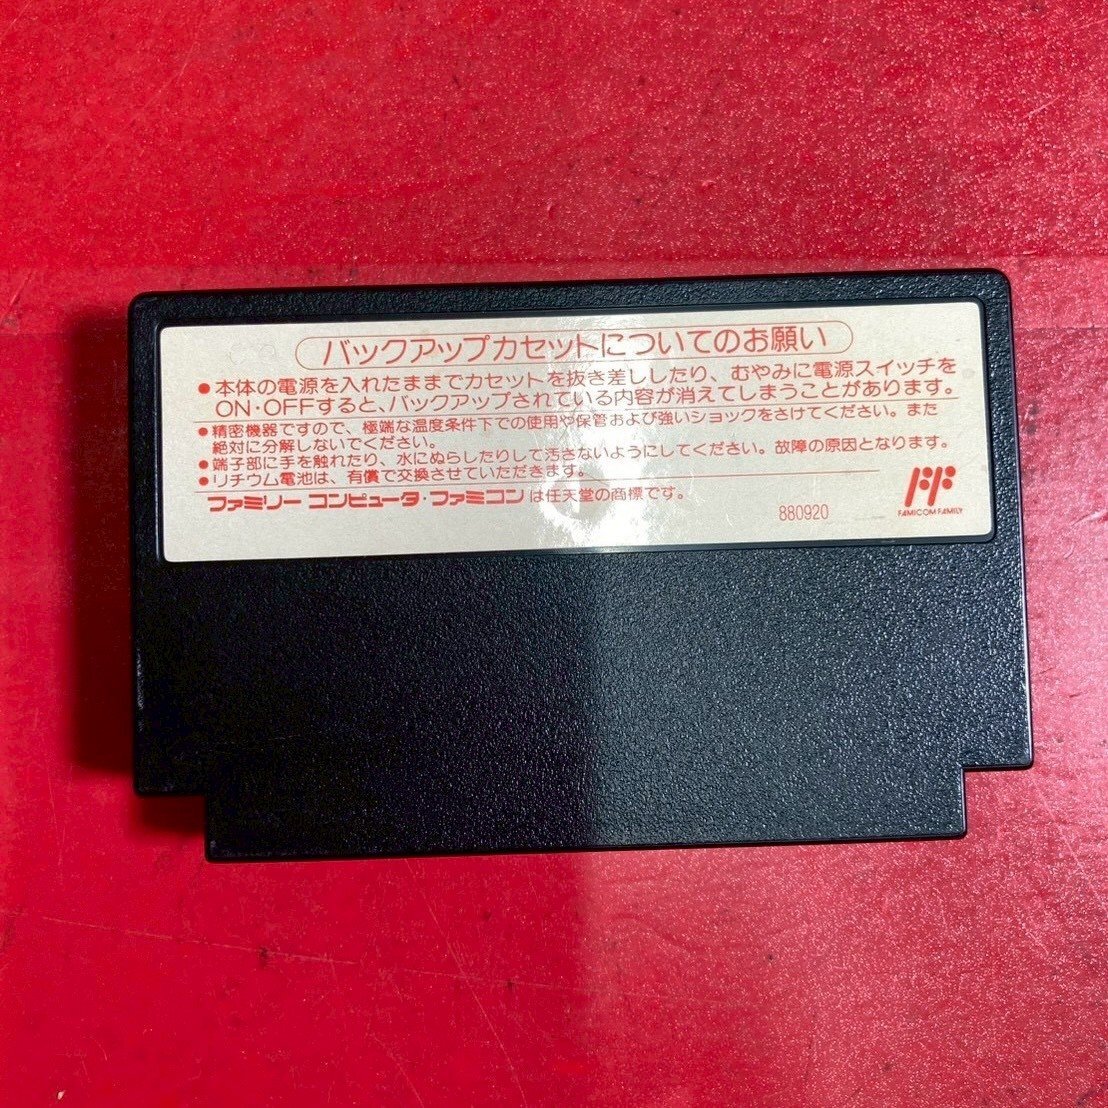 バックアップカセットについてのお願い
●本体の電源を入れたままでカセットを抜き差ししたり、むやみに電源スイッチを
ON・OFFすると、バックアップされている内容が消えてしまうことがあります。
●精密機器ですので、極端な温度条件下での使用や保管および強いショックをさけてください。また
絶対に分解しないでください。
●端子部に手を触れたり、水にぬらしたりして汚さないようにしてください。故障の原因となります。
●リチウム電池は、有償で交換させていただきます。
ファミリーコンピュータ・ファミコンは任天堂の商標です。
880920
FAMICOM FAMILY